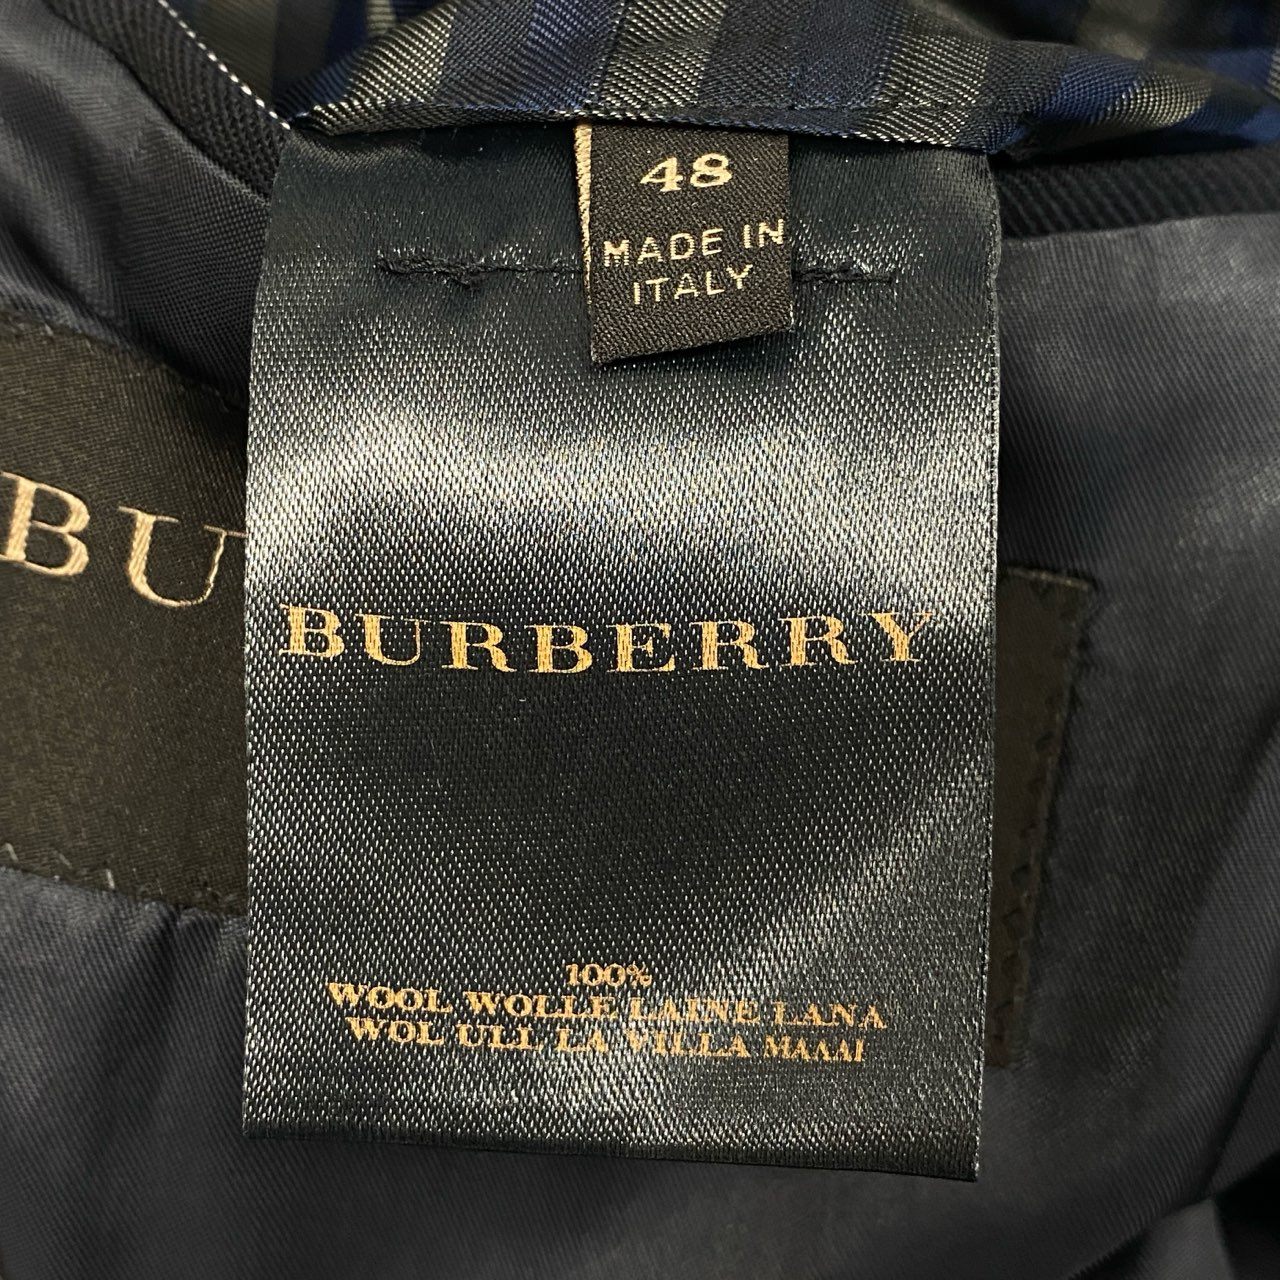 48
MADE IN
ITALY
BU
BURBERRY
100%
WOOL WOLLE LAINE LANA
WOL ULL LA VILLA ΜΑΛΛΙ